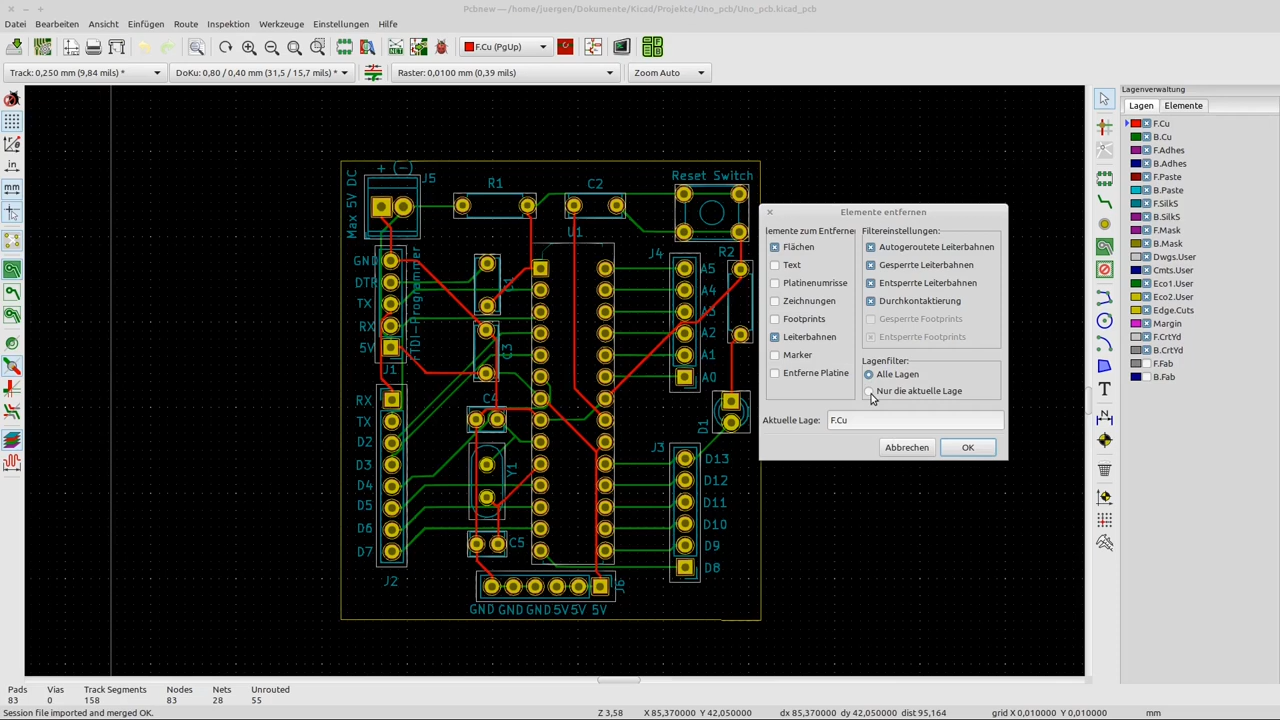 Pcbnew — /home/juergen/Dokumente/Kicad/Projekte/Uno_pcb/Uno_pcb.kicad_pcb
Datei Bearbeiten Ansicht Einfügen Route Inspektion Werkzeuge Einstellungen Hilfe
F.Cu (PgUp)
Track: 0,250 mm (9,84 mils) * DoKu: 0,80 / 0,40 mm (31,5 / 15,7 mils)* Raster: 0,0100 mm (0,39 mils) Zoom Auto
in
mm
Max 5V DC
+ (-)
J5
R1
C2
Reset Switch
U1
J4
R2
GND
DTR
TX
RX
5V
FTDI-Programmer
J1
C3
A5
A4
A2
A1
A0
RX
TX
D2
D3
D4
D5
D6
D7
J2
C4
Y1
C5
D1
J3
D13
D12
D11
D10
D9
D8
J6
GND GND GND 5V 5V 5V
Elemente entfernen
lemente zum Entferne
Flächen
Text
Platinenumrisse
Zeichnungen
Footprints
Leiterbahnen
Marker
Entferne Platine
Filtereinstellungen:
Autogeroutete Leiterbahnen
Gesperrte Leiterbahnen
Entsperrte Leiterbahnen
Durchkontaktierung
Gesperrte Footprints
Entsperrte Footprints
Lagenfilter:
Alle Lagen
Nur die aktuelle Lage
Aktuelle Lage: F.Cu
Abbrechen OK
Lagenverwaltung
Lagen Elemente
F.Cu
B.Cu
F.Adhes
B.Adhes
F.Paste
B.Paste
F.SilkS
B.SilkS
F.Mask
B.Mask
Dwgs.User
Cmts.User
Eco1.User
Eco2.User
Edge.Cuts
Margin
F.CrtYd
B.CrtYd
F.Fab
B.Fab
Pads Vias Track Segments Nodes Nets Unrouted
83 0 158 83 28 55
Session file imported and merged OK. Z 3,58 X 85,370000 Y 42,050000 dx 85,370000 dy 42,050000 dist 95,164 grid X 0,010000 Y 0,010000 mm